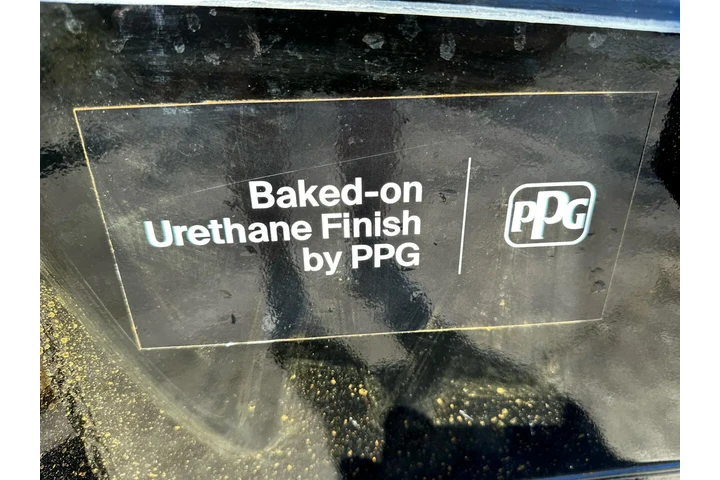 Baked-on
Urethane Finish
by PPG
PPG